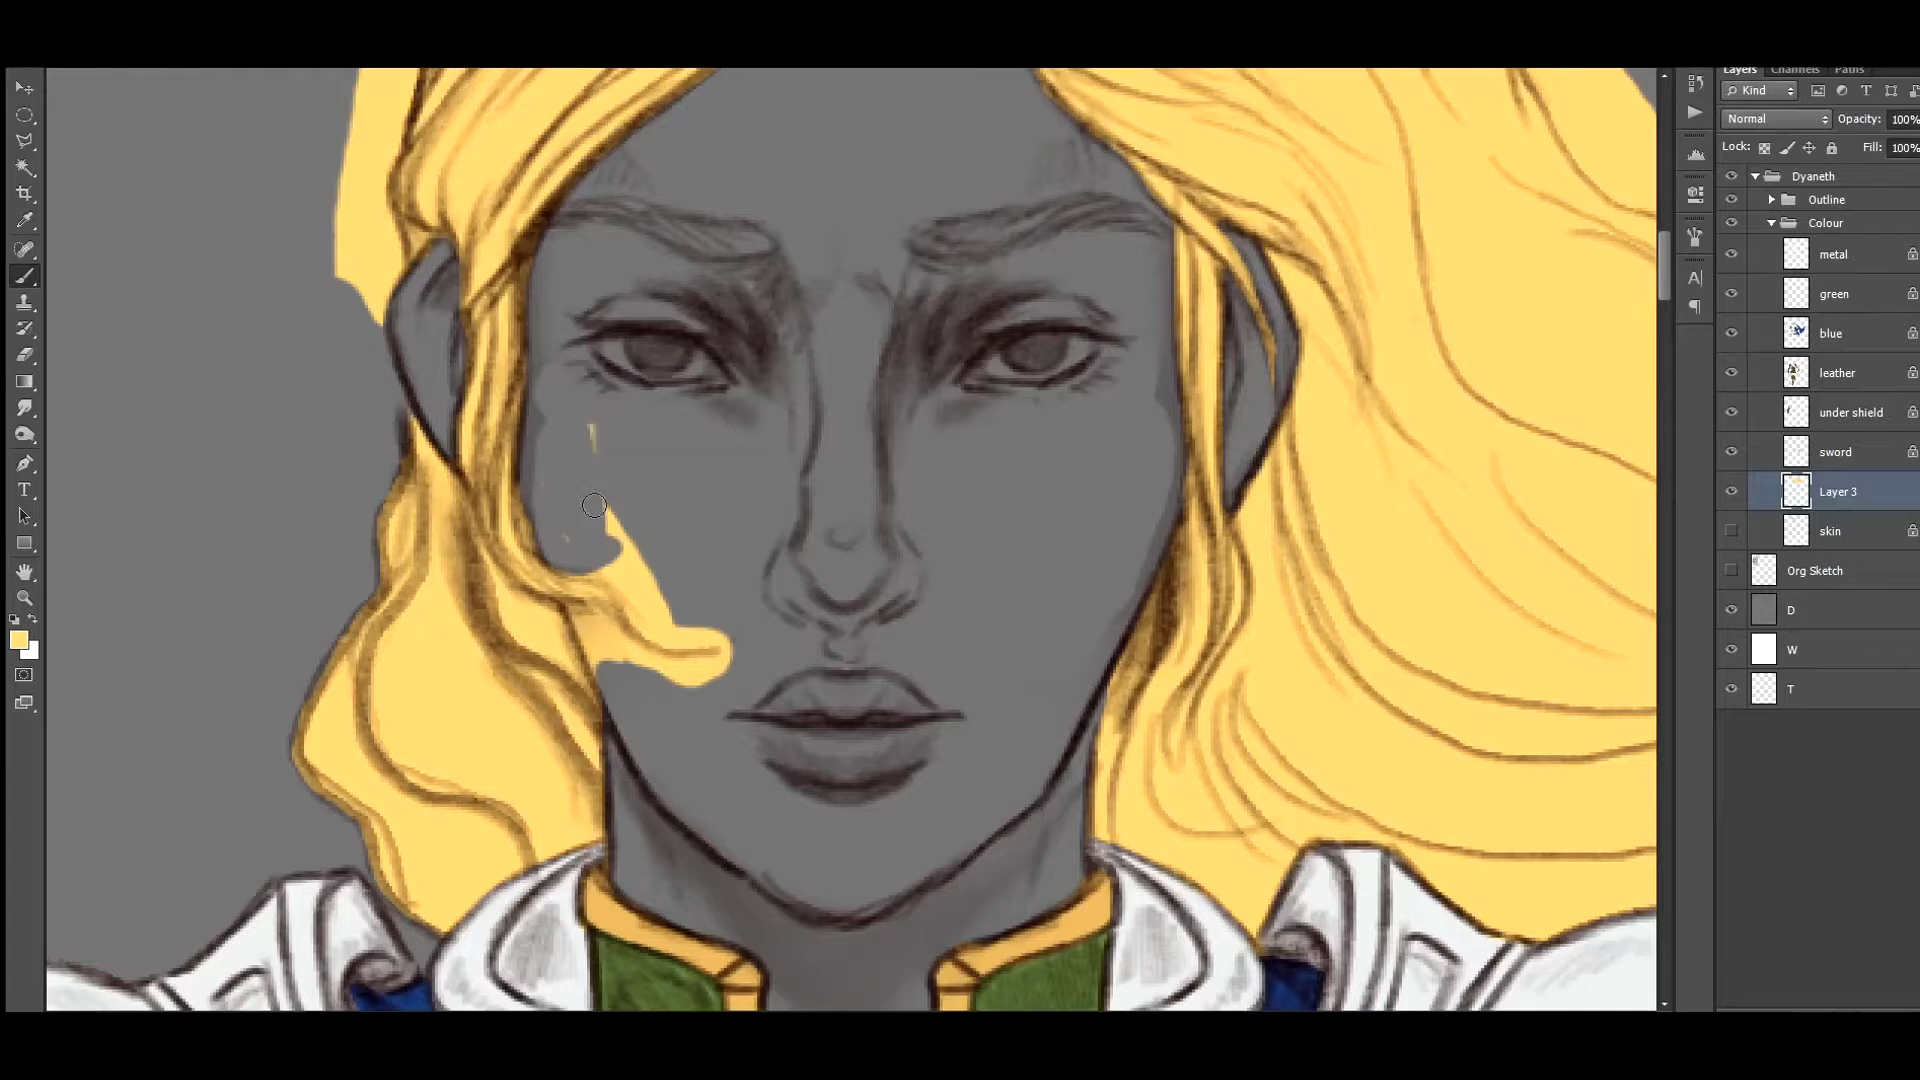 Layers Channels Paths
Kind T
Normal Opacity: 100%
Lock: Fill: 100%
Dyaneth
Outline
Colour
metal
green
blue
leather
under shield
sword
Layer 3
skin
Org Sketch
D
W
T
A
T